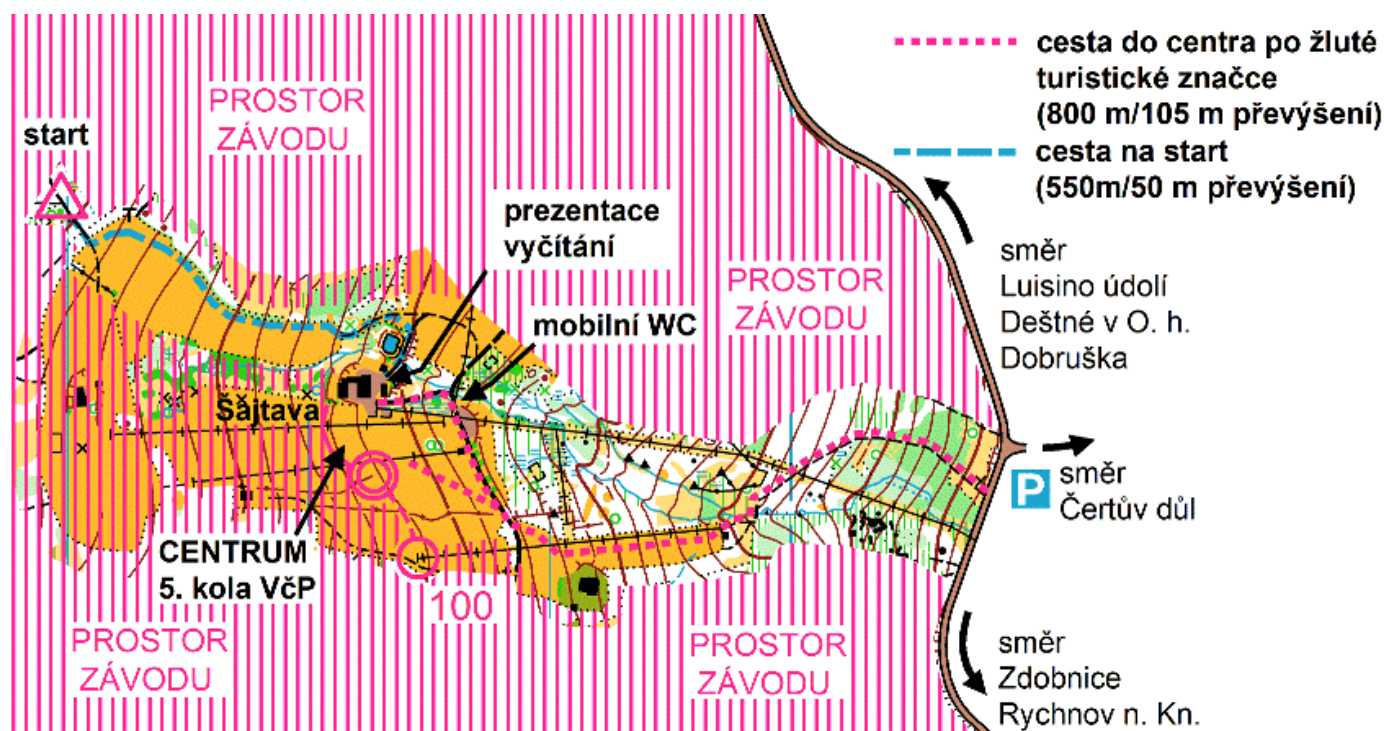 cesta do centra po žluté
turistické značce
(800 m/105 m převýšení)
cesta na start
(550m/50 m převýšení)
PROSTOR
ZÁVODU
start
prezentace
vyčítání
mobilní WC
PROSTOR
ZÁVODU
směr
Luisino údolí
Deštné v O. h.
Dobruška
Šajtava
P
směr
Čertův důl
CENTRUM
5. kola VčP
100
PROSTOR
ZÁVODU
PROSTOR
ZÁVODU
směr
Zdobnice
Rychnov n. Kn.